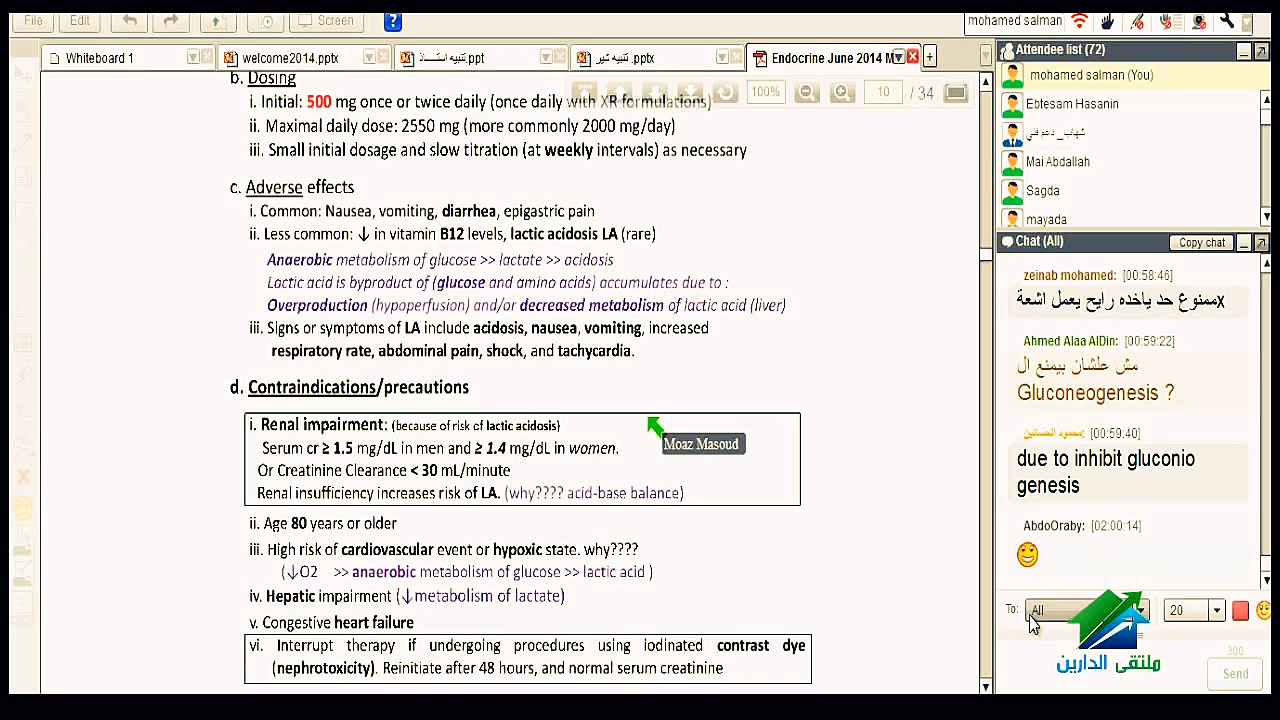 File
Edit
Screen
?
mohamed salman
Whiteboard 1
welcome2014.pptx
تنبيه استـــاذ.ppt
تنبيه تنير.pptx
Endocrine June 2014 M
100%
10
/ 34
b. Dosing
i. Initial: 500 mg once or twice daily (once daily with XR formulations)
ii. Maximal daily dose: 2550 mg (more commonly 2000 mg/day)
iii. Small initial dosage and slow titration (at weekly intervals) as necessary
c. Adverse effects
i. Common: Nausea, vomiting, diarrhea, epigastric pain
ii. Less common: ↓ in vitamin B12 levels, lactic acidosis LA (rare)
Anaerobic metabolism of glucose >> lactate >> acidosis
Lactic acid is byproduct of (glucose and amino acids) accumulates due to :
Overproduction (hypoperfusion) and/or decreased metabolism of lactic acid (liver)
iii. Signs or symptoms of LA include acidosis, nausea, vomiting, increased
respiratory rate, abdominal pain, shock, and tachycardia.
d. Contraindications/precautions
i. Renal impairment: (because of risk of lactic acidosis)
Moaz Masoud
Serum cr ≥ 1.5 mg/dL in men and ≥ 1.4 mg/dL in women.
Or Creatinine Clearance < 30 mL/minute
Renal insufficiency increases risk of LA. (why???? acid-base balance)
ii. Age 80 years or older
iii. High risk of cardiovascular event or hypoxic state. why????
(↓O2 >> anaerobic metabolism of glucose >> lactic acid )
iv. Hepatic impairment (↓metabolism of lactate)
v. Congestive heart failure
vi. Interrupt therapy if undergoing procedures using iodinated contrast dye
(nephrotoxicity). Reinitiate after 48 hours, and normal serum creatinine
Attendee list (72)
mohamed salman (You)
Ebtesam Hasanin
شهاب_ دعم فني
Mai Abdallah
Sagda
mayada
Chat (All)
Copy chat
zeinab mohamed: [00:58:46]
xممنوع حد ياخده رايح يعمل اشعة
Ahmed Alaa AlDin: [00:59:22]
مش علشان بيمنع ال
Gluconeogenesis ?
محمود الحسانين: [00:59:40]
due to inhibit gluconio
genesis
AbdoOraby: [02:00:14]
To:
All
20
300
Send
ملتقى الدارين